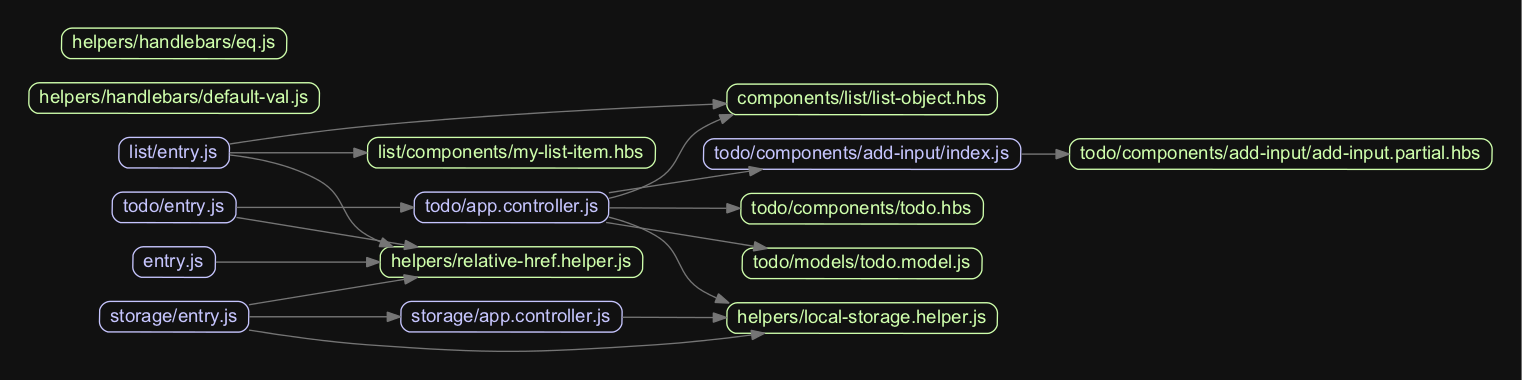 helpers/handlebars/eq.js
helpers/handlebars/default-val.js
components/list/list-object.hbs
list/entry.js
list/components/my-list-item.hbs
todo/components/add-input/index.js
todo/components/add-input/add-input.partial.hbs
todo/entry.js
todo/app.controller.js
todo/components/todo.hbs
entry.js
helpers/relative-href.helper.js
todo/models/todo.model.js
storage/entry.js
storage/app.controller.js
helpers/local-storage.helper.js